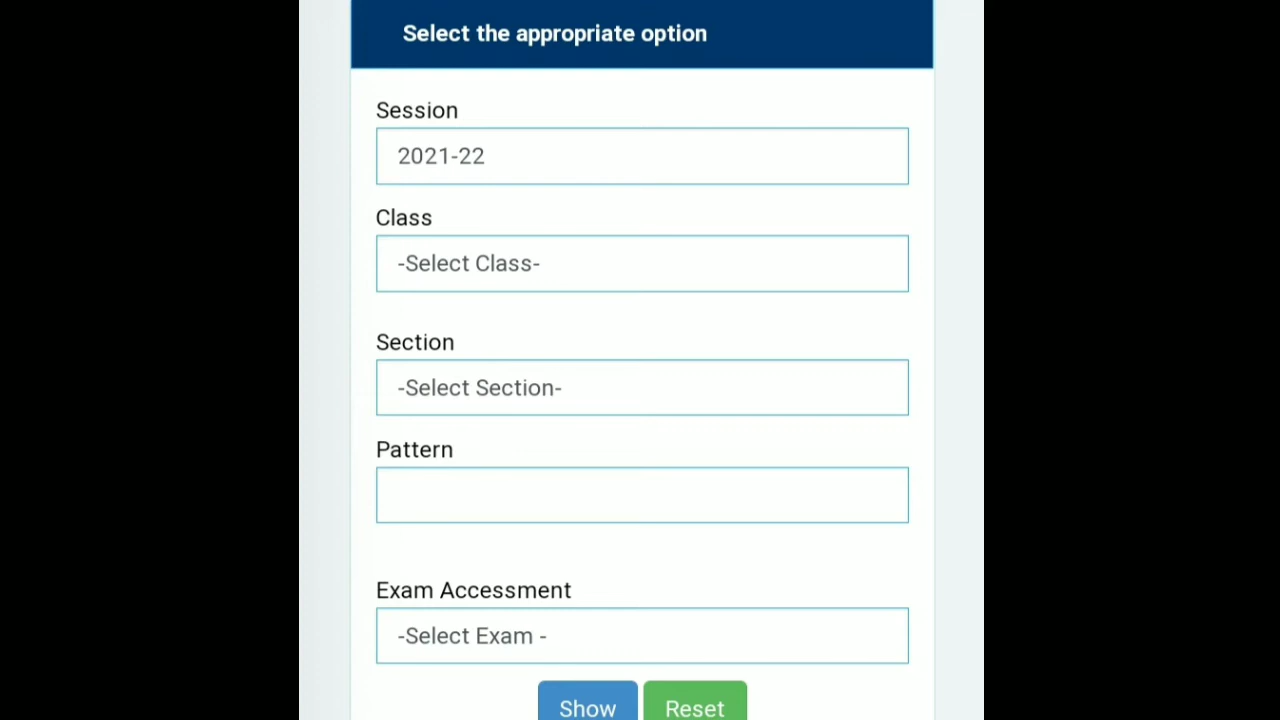 Select the appropriate option
Session
2021-22
Class
-Select Class-
Section
-Select Section-
Pattern
Exam Accessment
-Select Exam -
Show Reset